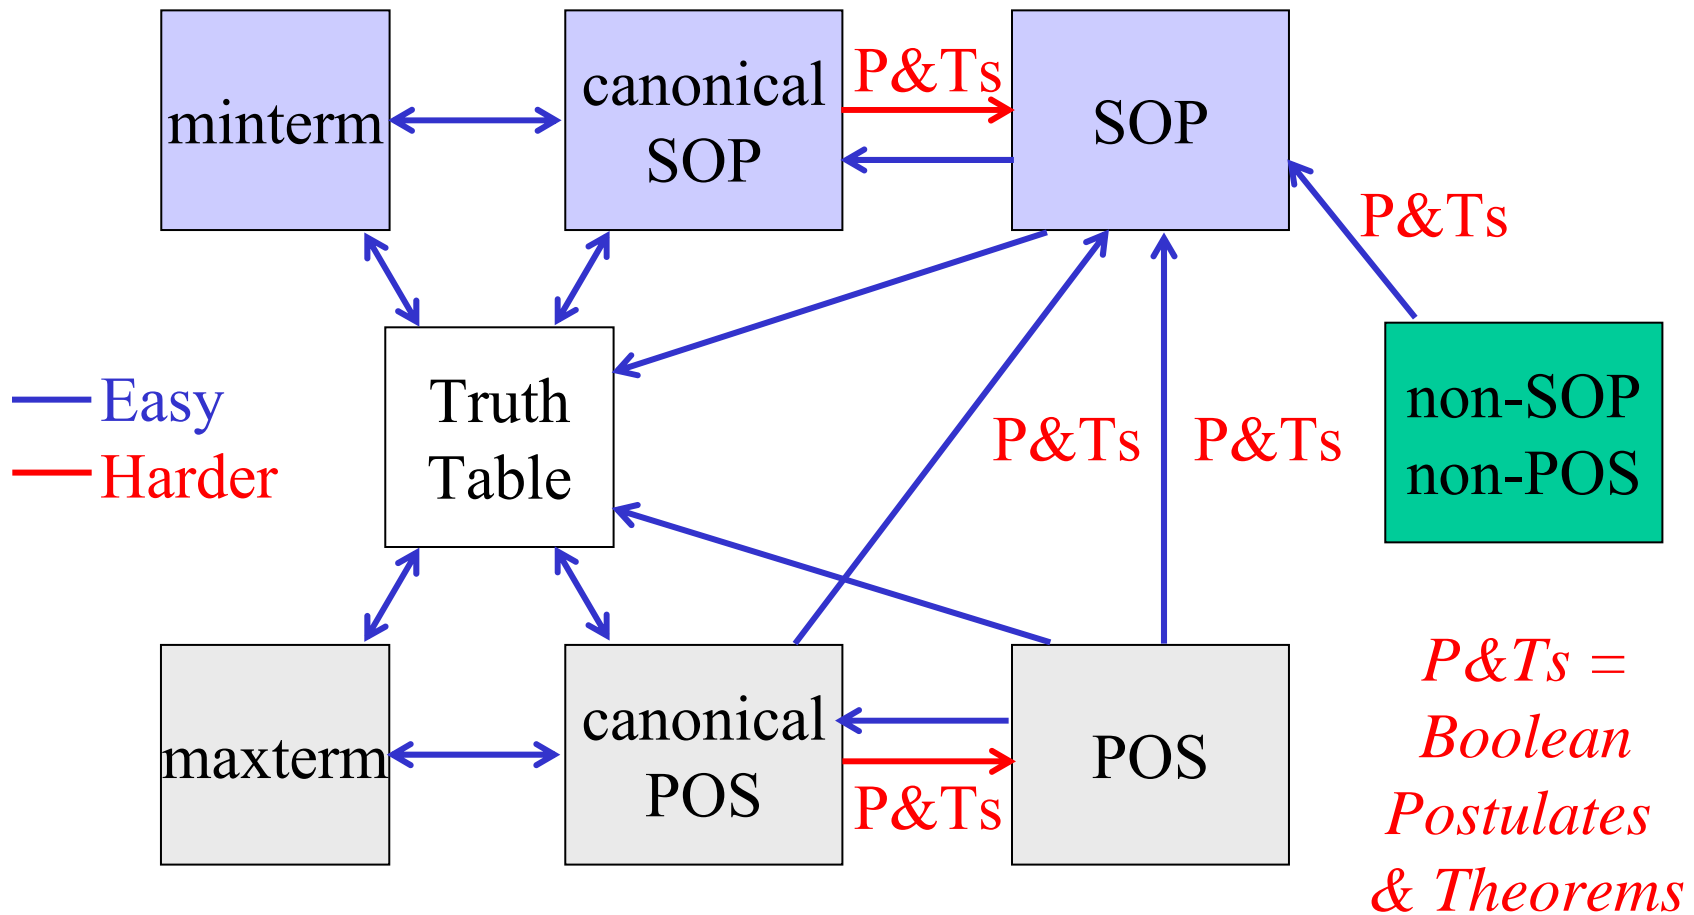 minterm
canonical
SOP
P&Ts
SOP
P&Ts
Easy
Harder
Truth
Table
P&Ts
P&Ts
non-SOP
non-POS
maxterm
canonical
POS
P&Ts
POS
P&Ts =
Boolean
Postulates
& Theorems